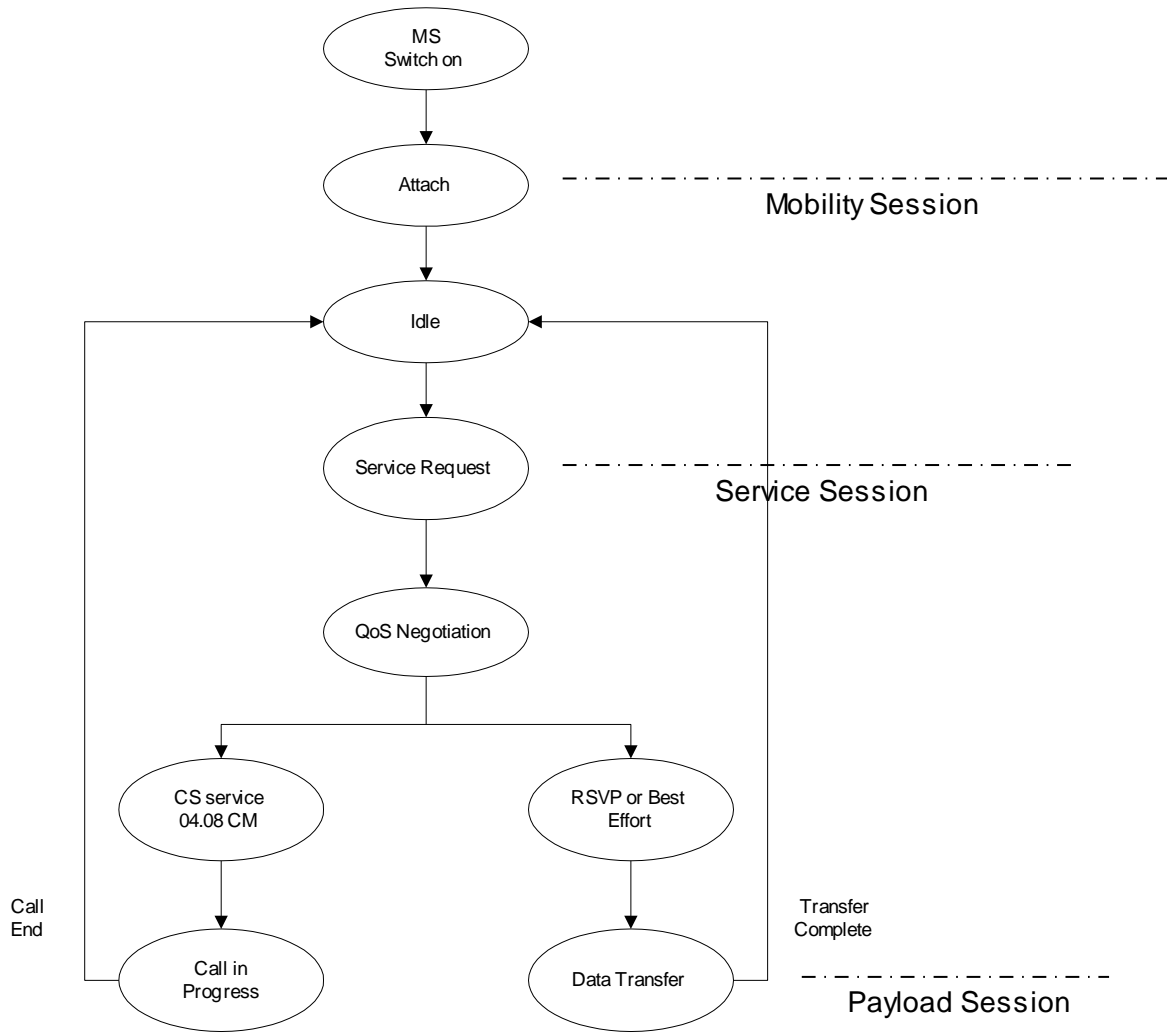 MS
Switch on
Attach
Mobility Session
Idle
Service Request
Service Session
QoS Negotiation
CS service
04.08 CM
RSVP or Best
Effort
Call
End
Transfer
Complete
Call in
Progress
Data Transfer
Payload Session